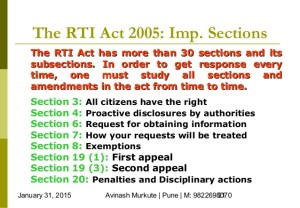 The RTI Act 2005: Imp. Sections
The RTI Act has more than 30 sections and its
subsections. In order to get response every
time, one must study all sections and
amendments in the act from time to time.
Section 3: All citizens have the right
Section 4: Proactive disclosures by authorities
Section 6: Request for obtaining information
Section 7: How your requests will be treated
Section 8: Exemptions
Section 19 (1): First appeal
Section 19 (3): Second appeal
Section 20: Penalties and Disciplinary actions
January 31, 2015 Avinash Murkute | Pune | M: